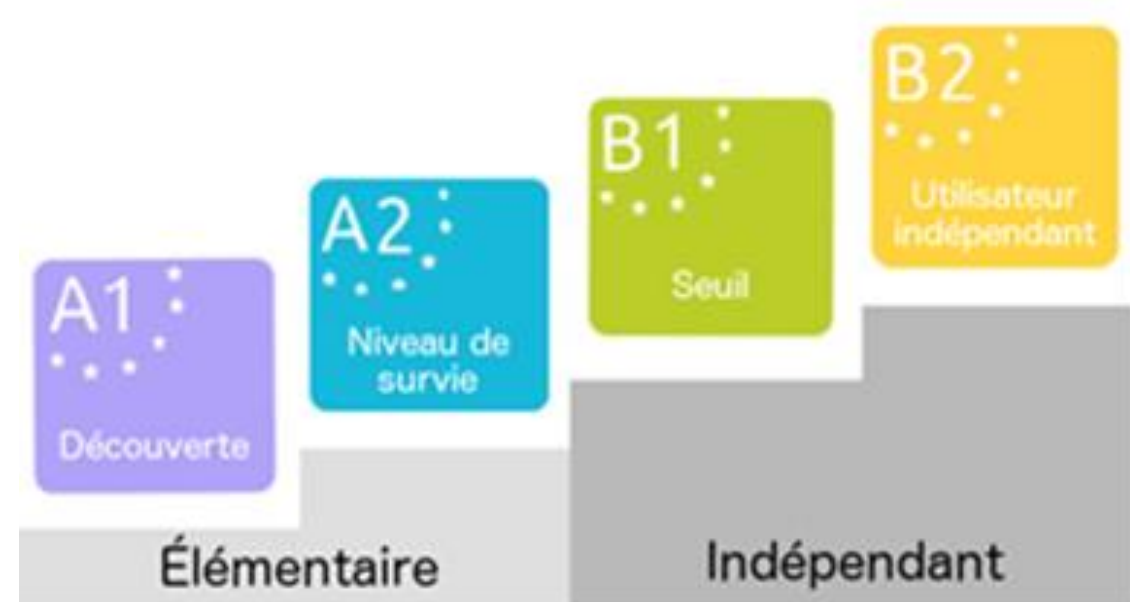 A1
Découverte
A2
Niveau de
survie
B1
Seuil
B2
Utilisateur
indépendant
Élémentaire
Indépendant